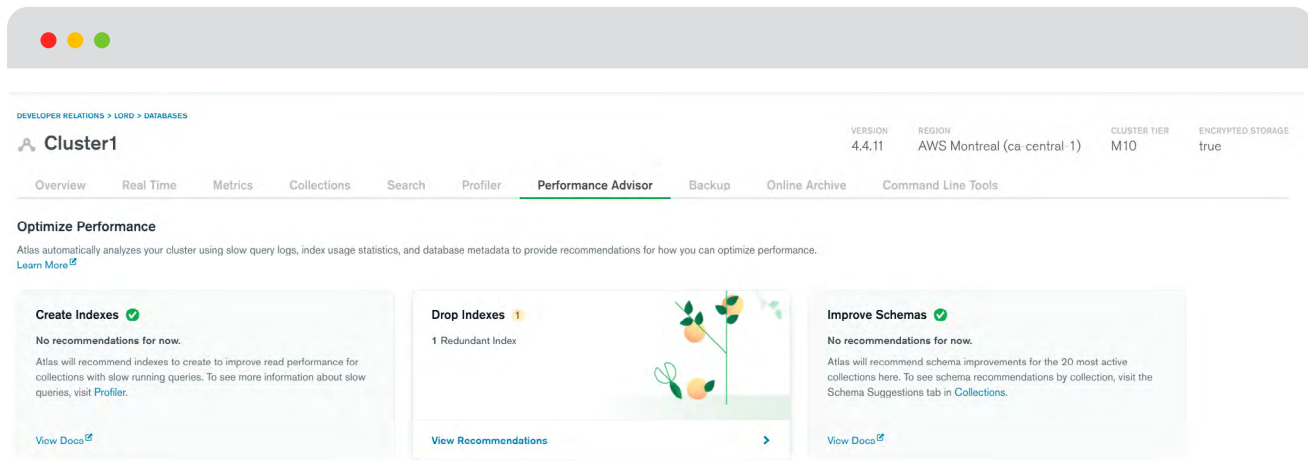 DEVELOPER RELATIONS > LORD > DATABASES
Cluster1
VERSION
4.4.11
REGION
AWS Montreal (ca-central-1)
CLUSTER TIER
M10
ENCRYPTED STORAGE
true
Overview Real Time Metrics Collections Search Profiler Performance Advisor Backup Online Archive Command Line Tools
Optimize Performance
Atlas automatically analyzes your cluster using slow query logs, index usage statistics, and database metadata to provide recommendations for how you can optimize performance.
Learn More
Create Indexes
No recommendations for now.
Atlas will recommend indexes to create to improve read performance for
collections with slow running queries. To see more information about slow
queries, visit Profiler.
View Docs
Drop Indexes 1
1 Redundant Index
View Recommendations
Improve Schemas
No recommendations for now.
Atlas will recommend schema improvements for the 20 most active
collections here. To see schema recommendations by collection, visit the
Schema Suggestions tab in Collections.
View Docs